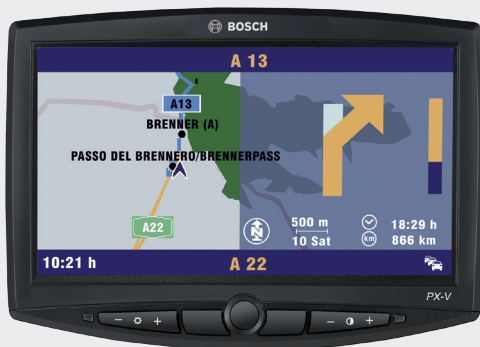 BOSCH
A 13
A13
BRENNER (A)
PASSO DEL BRENNERO/BRENNERPASS
A22
N
500 m
10 Sat
18:29 h
km
866 km
10:21 h
A 22
PX-V
− +
− +